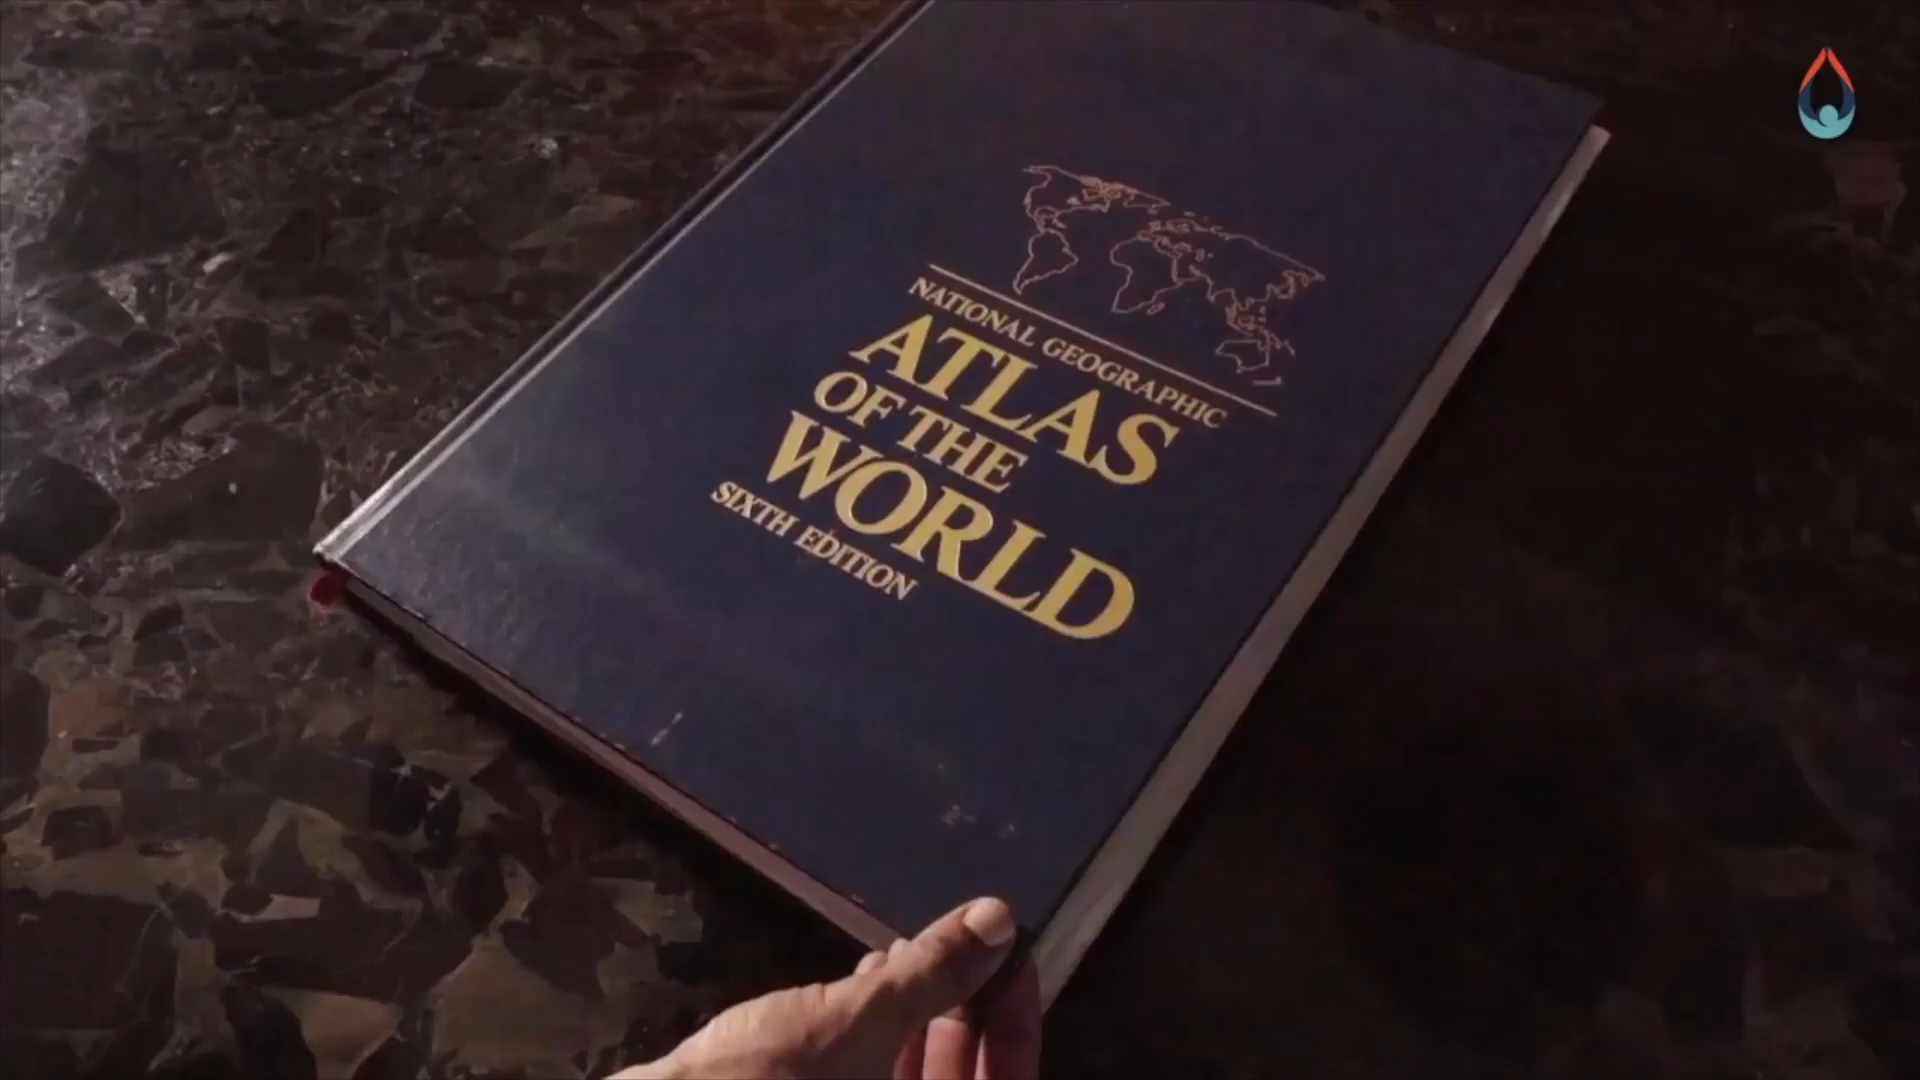 NATIONAL GEOGRAPHIC
ATLAS
OF THE
WORLD
SIXTH EDITION